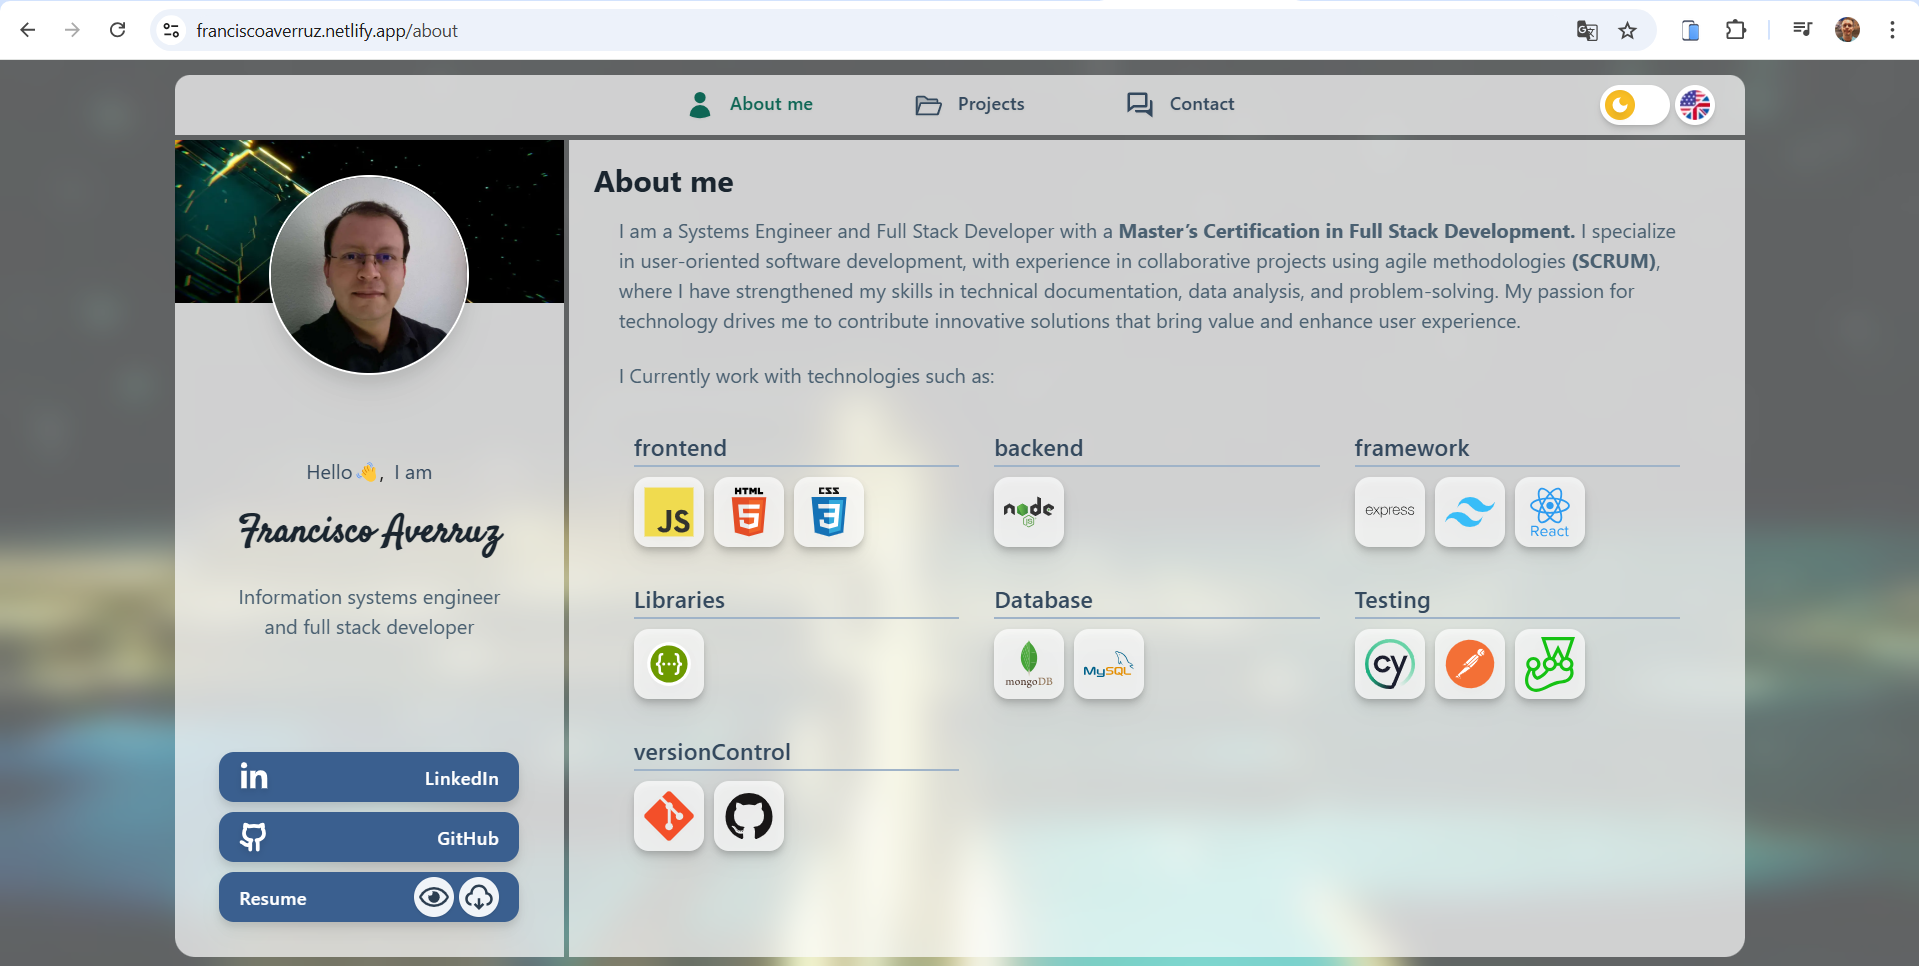 franciscoaverruz.netlify.app/about
About me
Projects
Contact
Hello👋, I am
Francisco Averruz
Information systems engineer
and full stack developer
LinkedIn
GitHub
Resume
About me
I am a Systems Engineer and Full Stack Developer with a Master’s Certification in Full Stack Development. I specialize
in user-oriented software development, with experience in collaborative projects using agile methodologies (SCRUM),
where I have strengthened my skills in technical documentation, data analysis, and problem-solving. My passion for
technology drives me to contribute innovative solutions that bring value and enhance user experience.
I Currently work with technologies such as:
frontend
JS
HTML
5
CSS
3
backend
node
JS
framework
express
React
Libraries
{···}
Database
mongoDB
MySQL
Testing
cy
versionControl